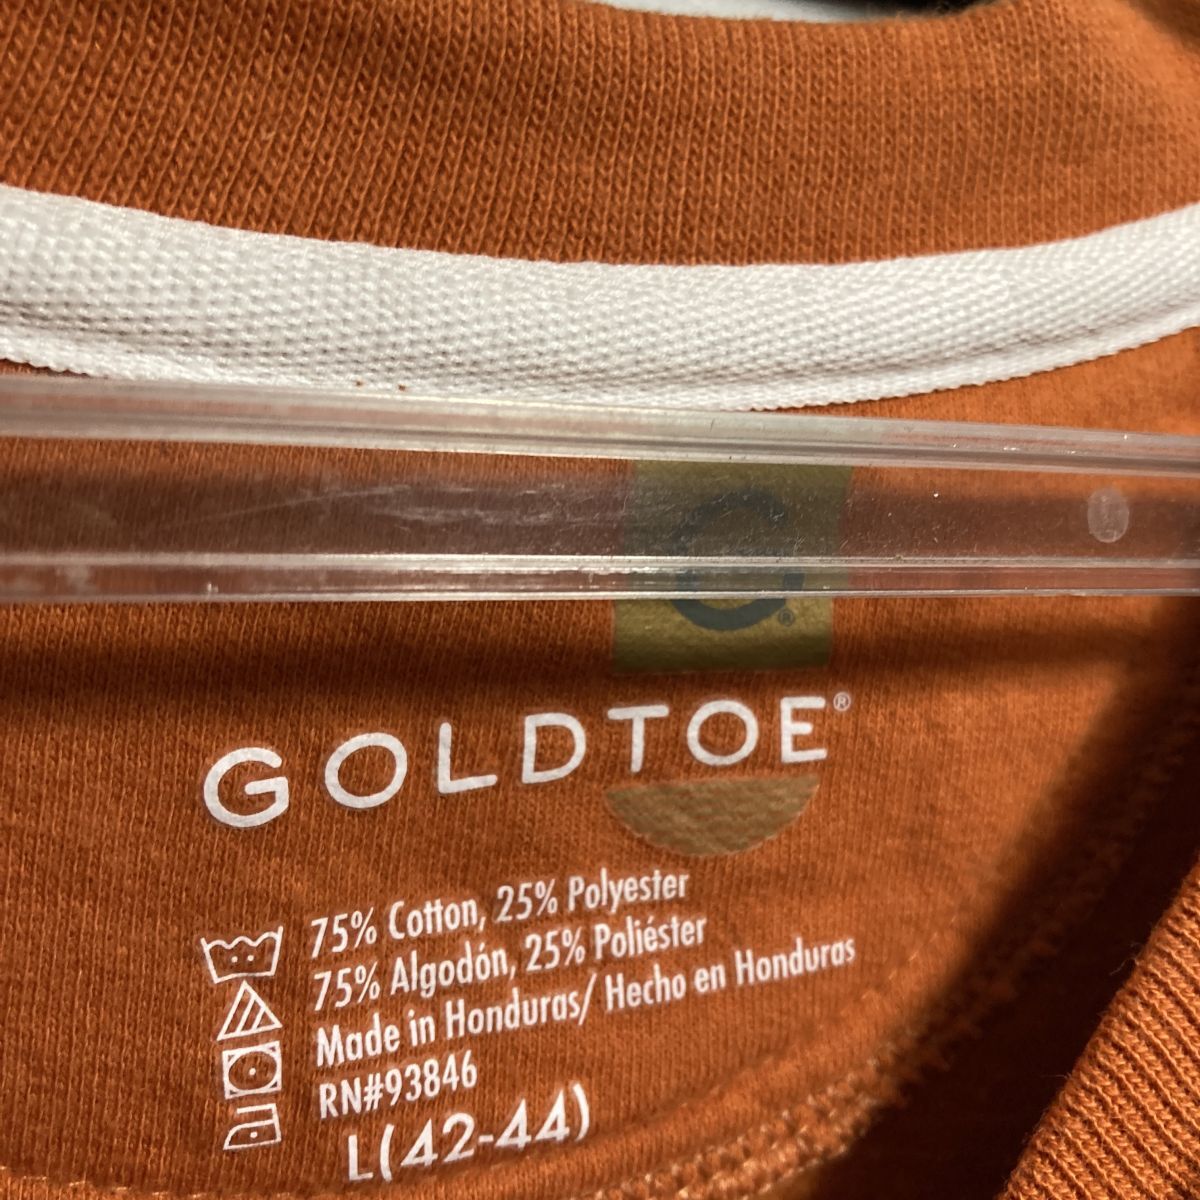 G®
GOLDTOE®
75% Cotton, 25% Polyester
75% Algodón, 25% Poliéster
Made in Honduras/ Hecho en Honduras
RN#93846
L(42-44)